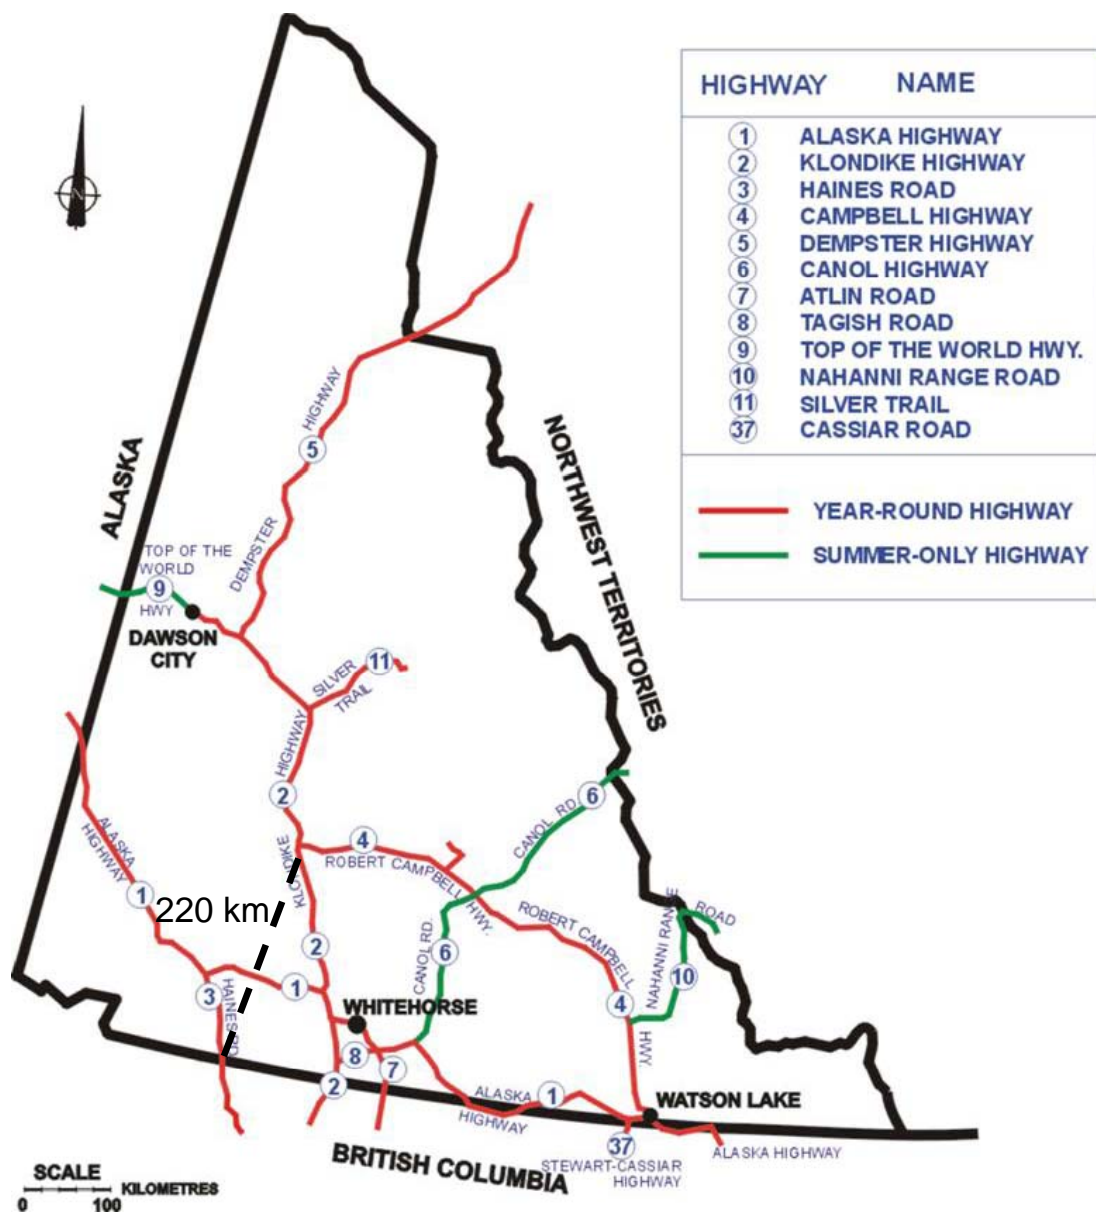 HIGHWAY NAME
1 ALASKA HIGHWAY
2 KLONDIKE HIGHWAY
3 HAINES ROAD
4 CAMPBELL HIGHWAY
5 DEMPSTER HIGHWAY
6 CANOL HIGHWAY
7 ATLIN ROAD
8 TAGISH ROAD
9 TOP OF THE WORLD HWY.
10 NAHANNI RANGE ROAD
11 SILVER TRAIL
37 CASSIAR ROAD
YEAR-ROUND HIGHWAY
SUMMER-ONLY HIGHWAY
N
ALASKA
NORTHWEST TERRITORIES
HIGHWAY
5
DEMPSTER
TOP OF THE
WORLD
9
HWY
DAWSON
CITY
SILVER
TRAIL
11
HIGHWAY
2
KLONDIKE
4
ROBERT CAMPBELL
HWY.
CANOL RD.
6
ALASKA
HIGHWAY
1
220 km
2
CANOL RD.
6
ROBERT CAMPBELL
4
HWY.
NAHANNI RANGE
ROAD
10
3
HAINES RD.
1
WHITEHORSE
8
7
2
ALASKA
HIGHWAY
1
WATSON LAKE
37
STEWART-CASSIAR
HIGHWAY
ALASKA HIGHWAY
BRITISH COLUMBIA
SCALE
KILOMETRES
0 100